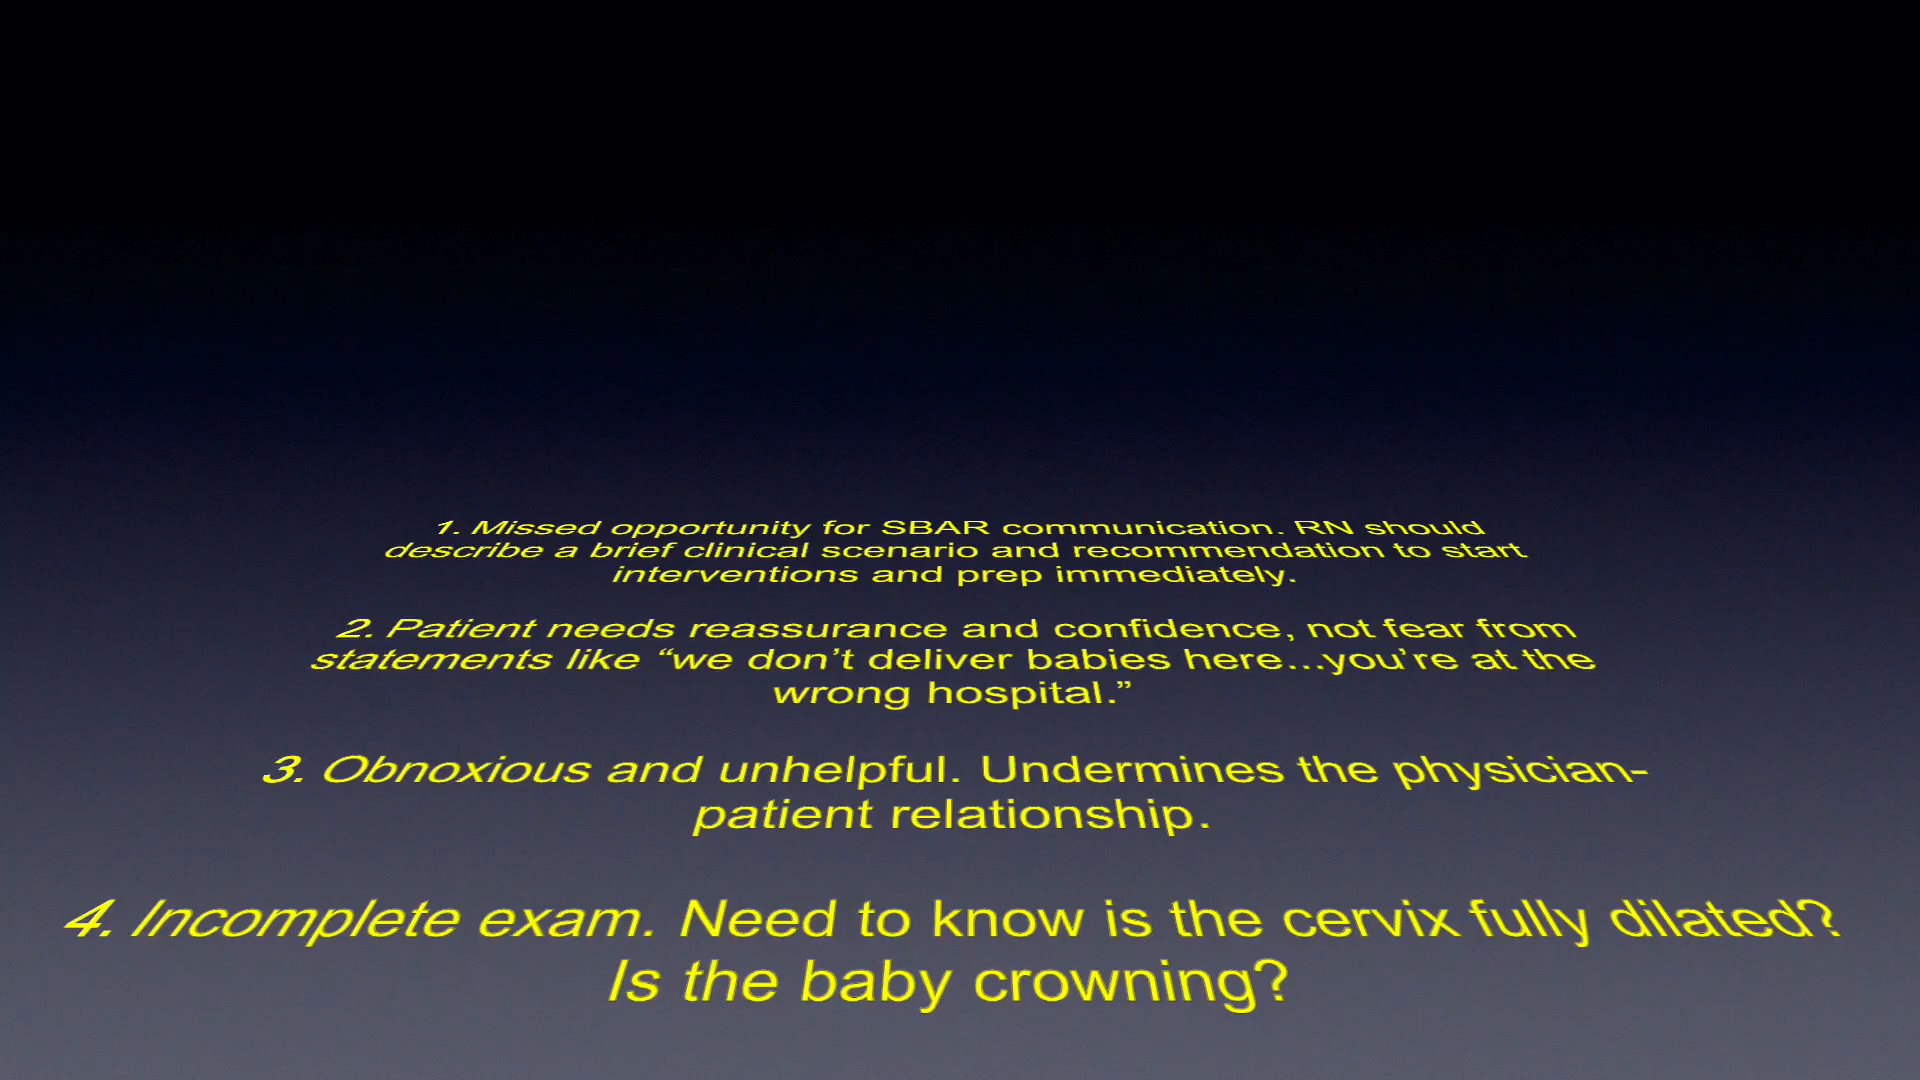 1. Missed opportunity for SBAR communication. RN should
describe a brief clinical scenario and recommendation to start
interventions and prep immediately.
2. Patient needs reassurance and confidence, not fear from
statements like “we don’t deliver babies here...you’re at the
wrong hospital.”
3. Obnoxious and unhelpful. Undermines the physician-
patient relationship.
4. Incomplete exam. Need to know is the cervix fully dilated?
Is the baby crowning?